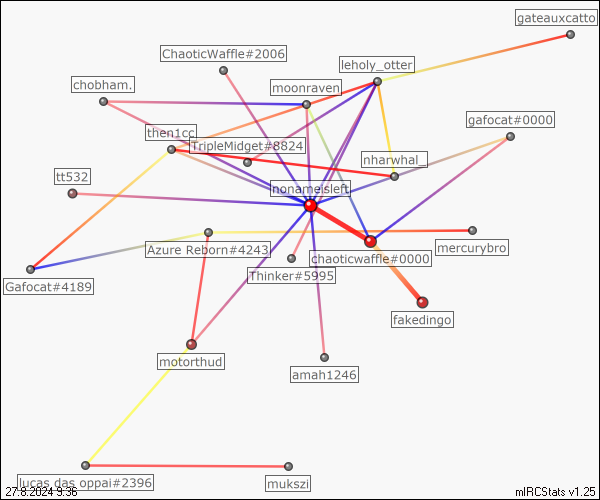 gateauxcatto
ChaoticWaffle#2006
leholy_otter
chobham.
moonraven
gafocat#0000
then1cc
TripleMidget#8824
nharwhal_
tt532
nonameisleft
Azure Reborn#4243
mercurybro
chaoticwaffle#0000
Thinker#5995
Gafocat#4189
fakedingo
motorthud
amah1246
lucas das oppai#2396
mukszi
27.8.2024 9:36
mIRCStats v1.25